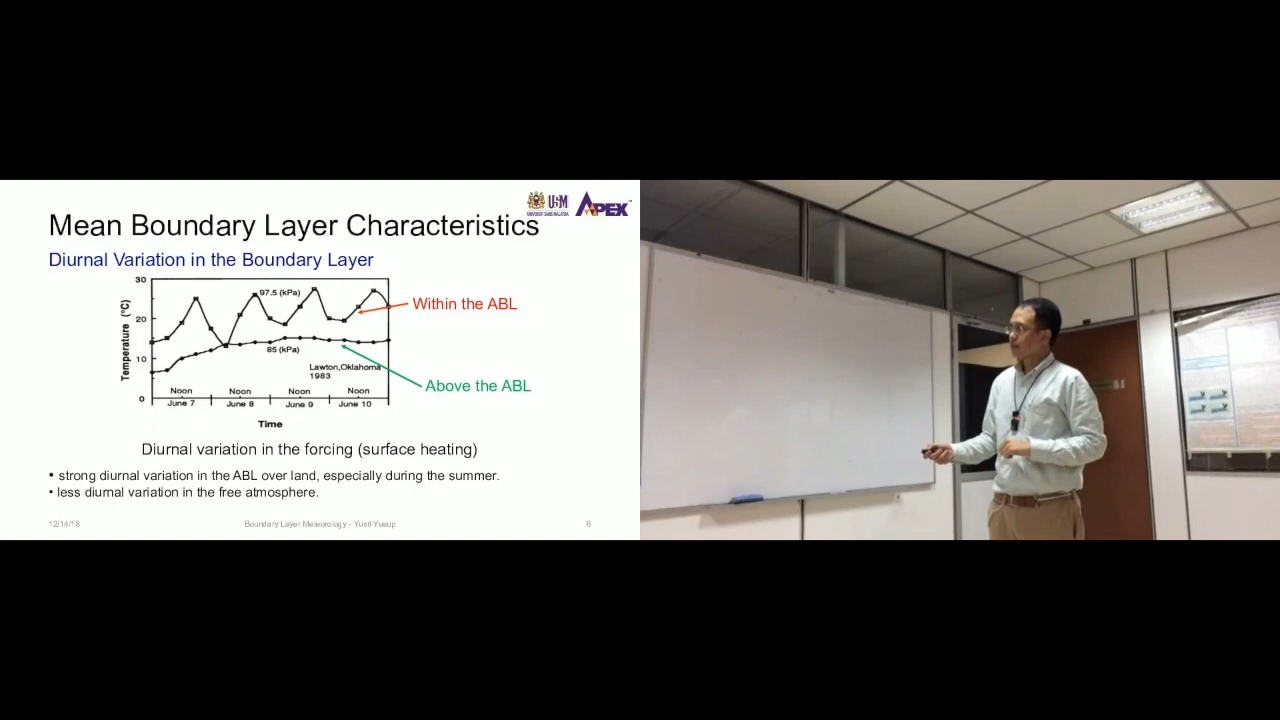 USM
UNIVERSITI SAINS MALAYSIA
APEX™
Mean Boundary Layer Characteristics
Diurnal Variation in the Boundary Layer
30
20
10
0
Temperature (°C)
97.5 (kPa)
85 (kPa)
Lawton,Oklahoma
1983
Noon Noon Noon Noon
June 7 June 8 June 9 June 10
Time
Within the ABL
Above the ABL
Diurnal variation in the forcing (surface heating)
• strong diurnal variation in the ABL over land, especially during the summer.
• less diurnal variation in the free atmosphere.
12/14/18 Boundary Layer Meteorology - Yusri Yusup 6